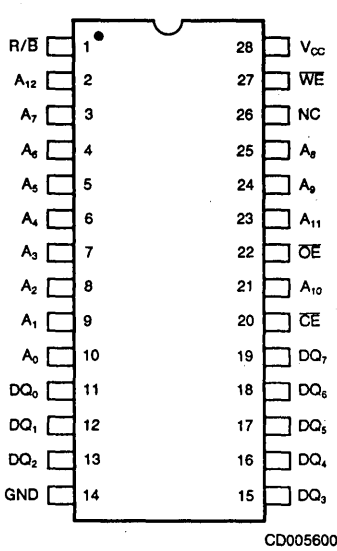 R/B̅ 1 28 V_CC
A₁₂ 2 27 W̅E̅
A₇ 3 26 NC
A₆ 4 25 A₈
A₅ 5 24 A₉
A₄ 6 23 A₁₁
A₃ 7 22 O̅E̅
A₂ 8 21 A₁₀
A₁ 9 20 C̅E̅
A₀ 10 19 DQ₇
DQ₀ 11 18 DQ₆
DQ₁ 12 17 DQ₅
DQ₂ 13 16 DQ₄
GND 14 15 DQ₃
CD005600